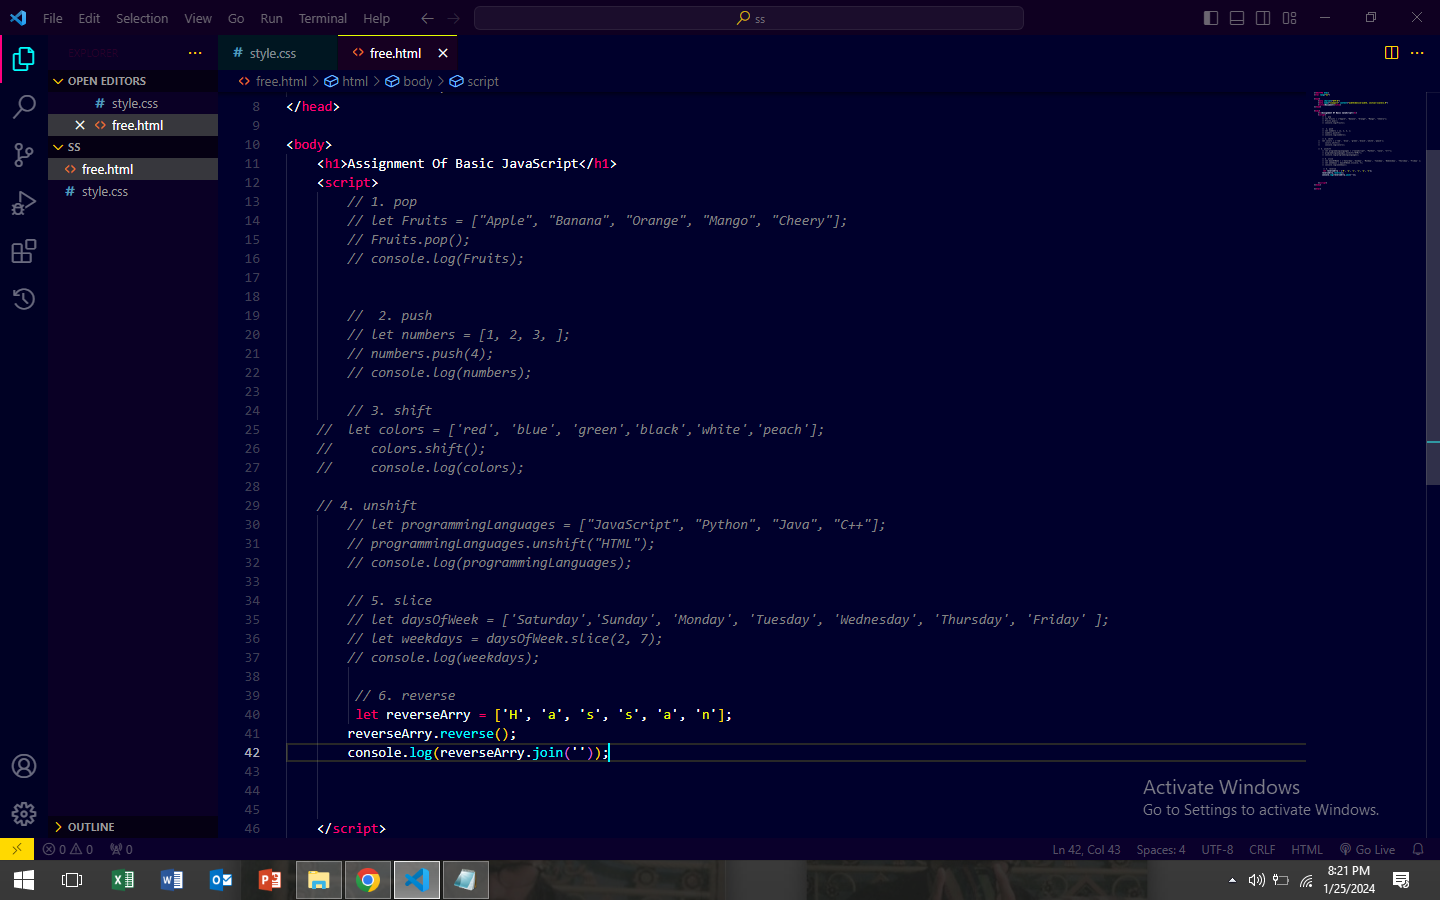 File Edit Selection View Go Run Terminal Help
ss
# style.css
<> free.html
free.html > html > body > script
OPEN EDITORS
# style.css
<> free.html
SS
<> free.html
# style.css
OUTLINE
8 </head>
9
10 <body>
11 <h1>Assignment Of Basic JavaScript</h1>
12 <script>
13 // 1. pop
14 // let Fruits = ["Apple", "Banana", "Orange", "Mango", "Cheery"];
15 // Fruits.pop();
16 // console.log(Fruits);
17
18
19 //  2. push
20 // let numbers = [1, 2, 3, ];
21 // numbers.push(4);
22 // console.log(numbers);
23
24 // 3. shift
25 //  let colors = ['red', 'blue', 'green','black','white','peach'];
26 //     colors.shift();
27 //     console.log(colors);
28
29 // 4. unshift
30 // let programmingLanguages = ["JavaScript", "Python", "Java", "C++"];
31 // programmingLanguages.unshift("HTML");
32 // console.log(programmingLanguages);
33
34 // 5. slice
35 // let daysOfWeek = ['Saturday','Sunday', 'Monday', 'Tuesday', 'Wednesday', 'Thursday', 'Friday' ];
36 // let weekdays = daysOfWeek.slice(2, 7);
37 // console.log(weekdays);
38
39 // 6. reverse
40 let reverseArry = ['H', 'a', 's', 's', 'a', 'n'];
41 reverseArry.reverse();
42 console.log(reverseArry.join(''));
43
44
45
46 </script>
Activate Windows
Go to Settings to activate Windows.
0 0 0
Ln 42, Col 43 Spaces: 4 UTF-8 CRLF HTML Go Live
8:21 PM
1/25/2024